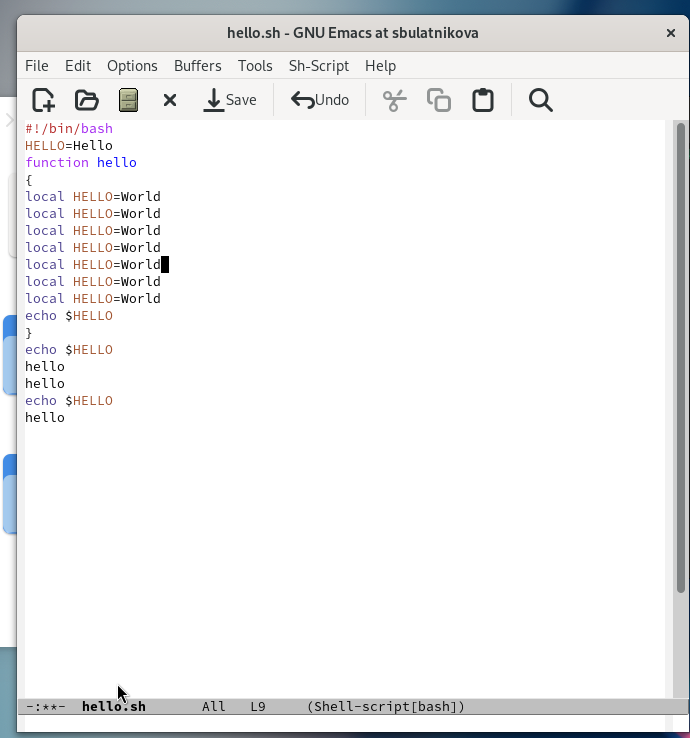 hello.sh - GNU Emacs at sbulatnikova
File Edit Options Buffers Tools Sh-Script Help
Save Undo
#!/bin/bash
HELLO=Hello
function hello
{
local HELLO=World
local HELLO=World
local HELLO=World
local HELLO=World
local HELLO=World
local HELLO=World
local HELLO=World
echo $HELLO
}
echo $HELLO
hello
hello
echo $HELLO
hello
-:**- hello.sh All L9 (Shell-script[bash])